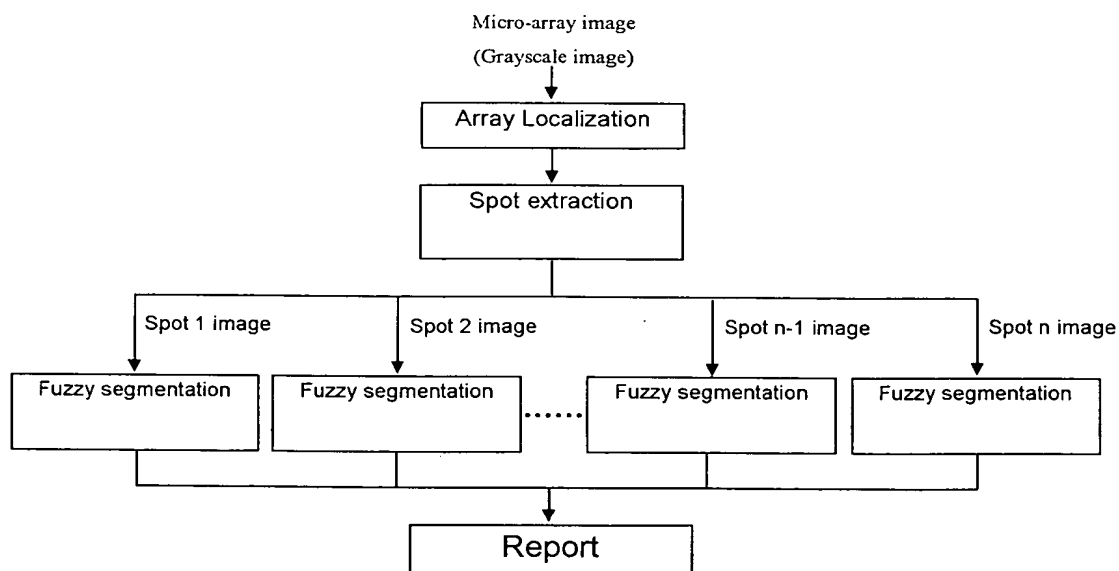 Micro-array image
(Grayscale image)
Array Localization
Spot extraction
Spot 1 image
Spot 2 image
Spot n-1 image
Spot n image
Fuzzy segmentation
Fuzzy segmentation
Fuzzy segmentation
Fuzzy segmentation
Report